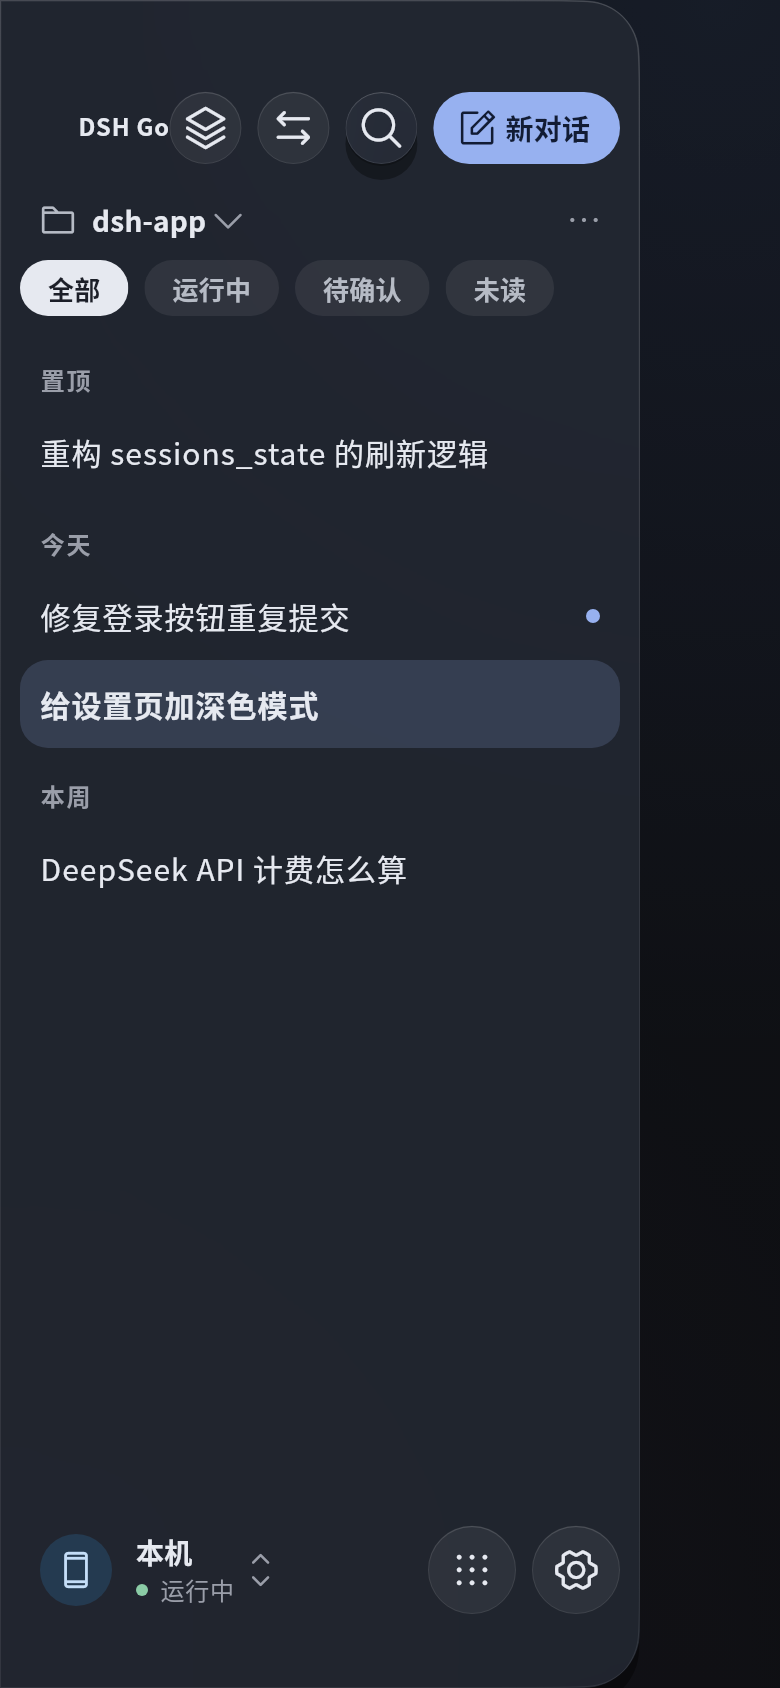 DSH Go 新对话
dsh-app
全部 运行中 待确认 未读
置顶
重构 sessions_state 的刷新逻辑
今天
修复登录按钮重复提交
给设置页加深色模式
本周
DeepSeek API 计费怎么算
本机
运行中